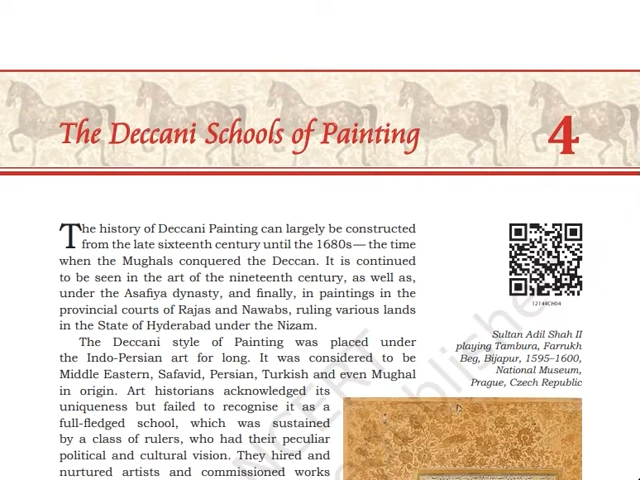 The Deccani Schools of Painting
4
The history of Deccani Painting can largely be constructed
from the late sixteenth century until the 1680s — the time
when the Mughals conquered the Deccan. It is continued
to be seen in the art of the nineteenth century, as well as,
under the Asafiya dynasty, and finally, in paintings in the
provincial courts of Rajas and Nawabs, ruling various lands
in the State of Hyderabad under the Nizam.
The Deccani style of Painting was placed under
the Indo-Persian art for long. It was considered to be
Middle Eastern, Safavid, Persian, Turkish and even Mughal
in origin. Art historians acknowledged its
uniqueness but failed to recognise it as a
full-fledged school, which was sustained
by a class of rulers, who had their peculiar
political and cultural vision. They hired and
nurtured artists and commissioned works
12144CH04
Sultan Adil Shah II
playing Tambura, Farrukh
Beg, Bijapur, 1595–1600,
National Museum,
Prague, Czech Republic
NCERT